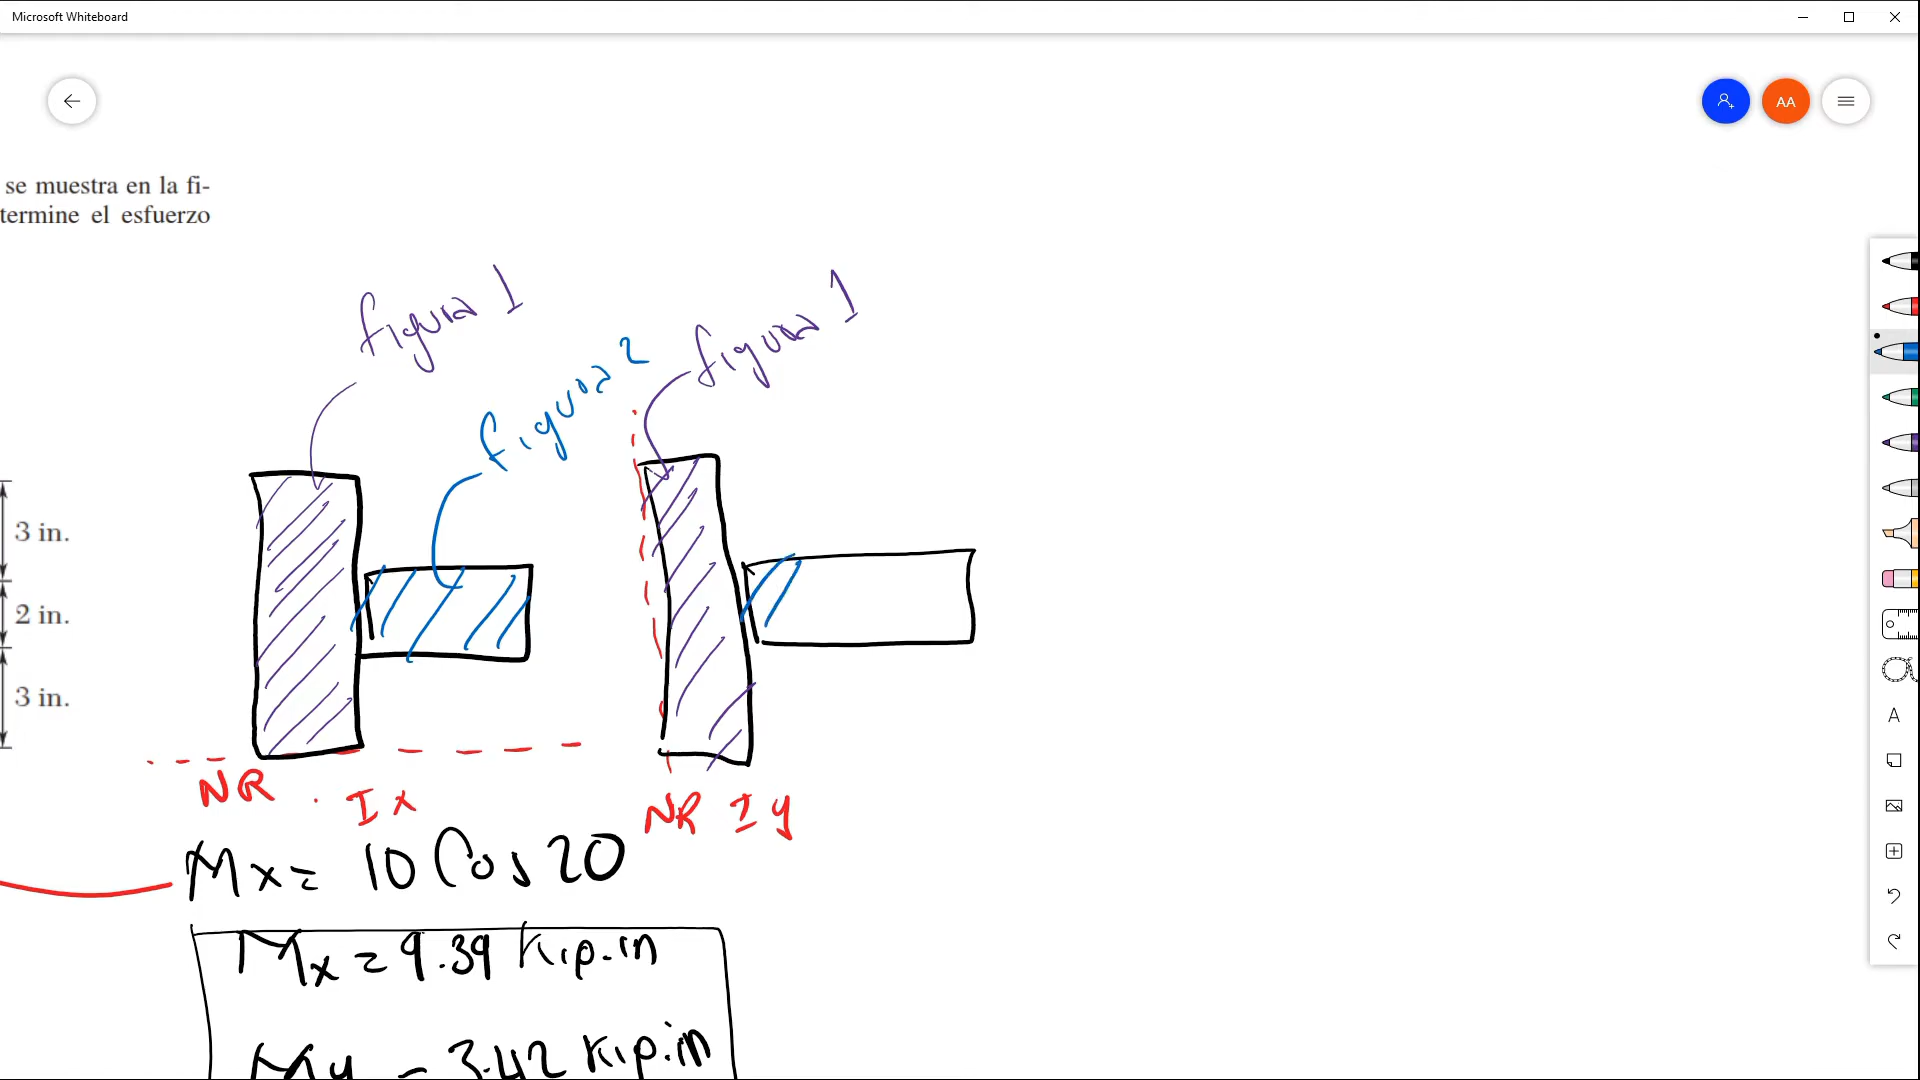 Microsoft Whiteboard
AA
se muestra en la fi-
termine el esfuerzo
figura 1
figura 1
figura 2
3 in.
2 in.
3 in.
NR . Ix
NR Iy
Mx= 10 Cos 20
Mx = 9.39 Kip.in
My = 3.42 Kip.in
A